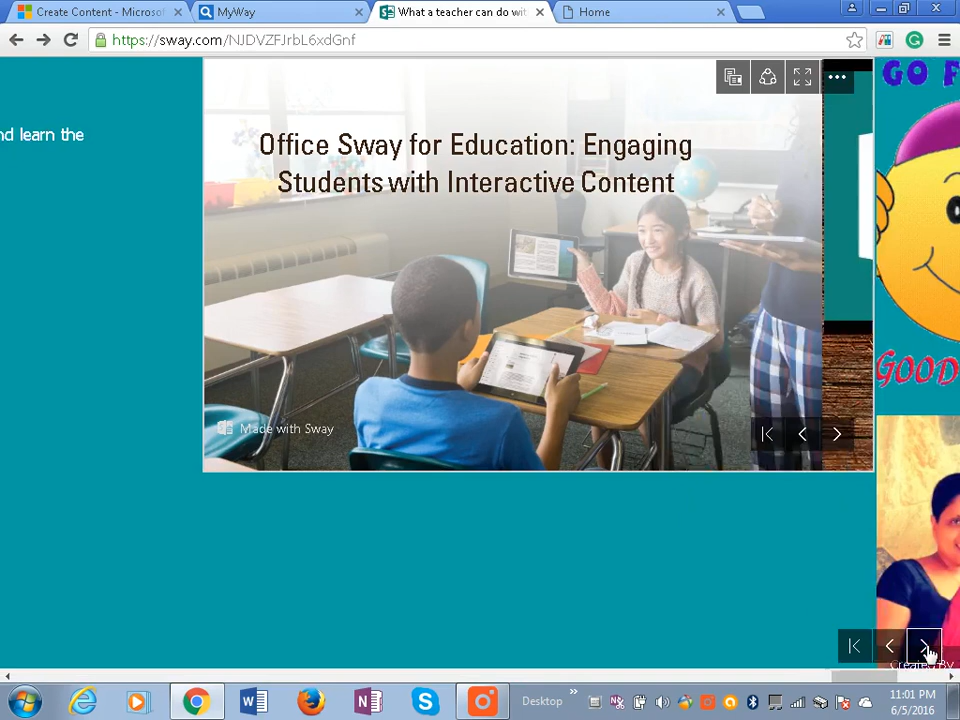 Create Content - Microsof
MyWay
What a teacher can do wit
Home
https://sway.com/NJDVZFJrbL6xdGnf
nd learn the
GO F
Office Sway for Education: Engaging
Students with Interactive Content
GOOD
Made with Sway
Created By
Desktop
11:01 PM
6/5/2016